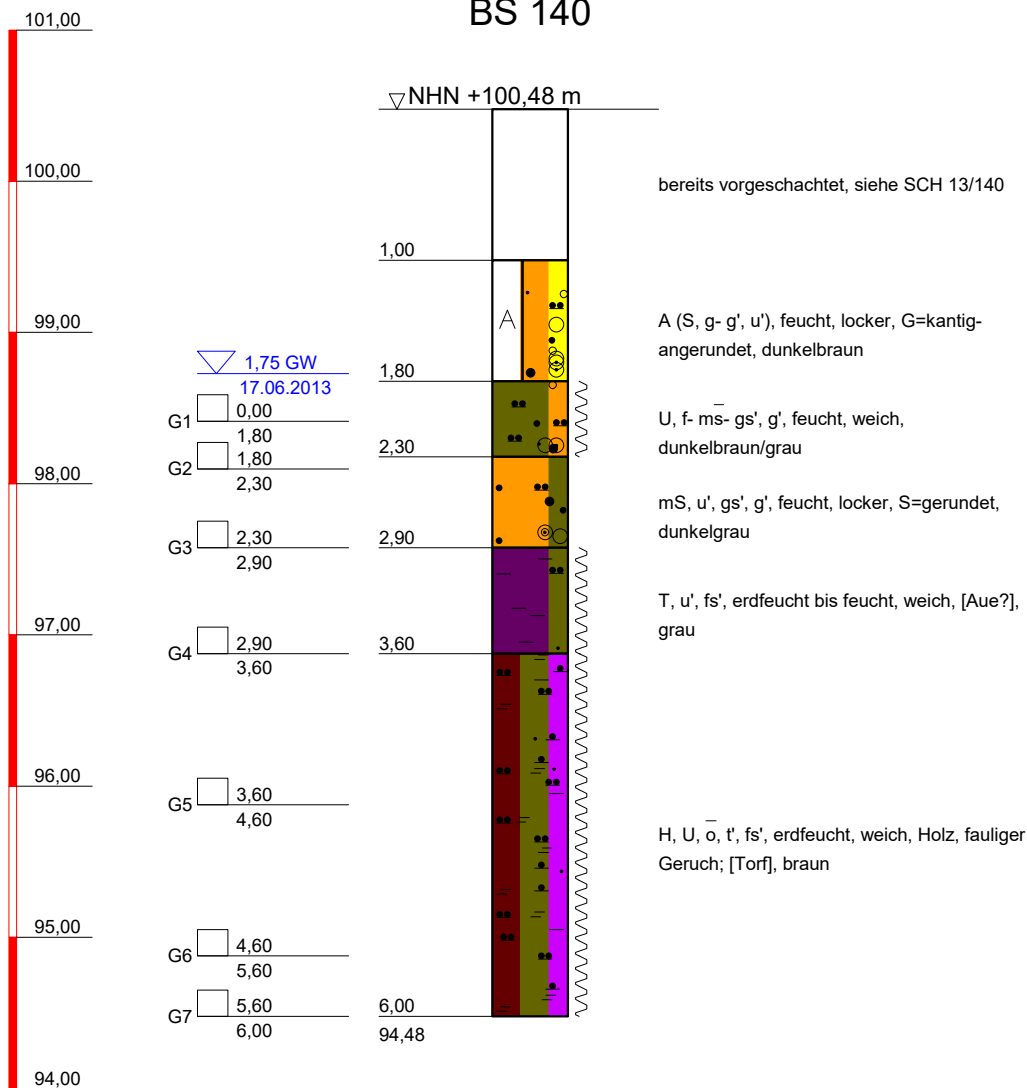 BS 140
101,00
NHN +100,48 m
100,00
bereits vorgeschachtet, siehe SCH 13/140
1,00
99,00
A
A (S, g- g', u'), feucht, locker, G=kantig-
angerundet, dunkelbraun
1,75 GW
17.06.2013
1,80
G1
0,00
1,80
U, f- ms̅- gs', g', feucht, weich,
dunkelbraun/grau
G2
1,80
2,30
2,30
98,00
mS, u', gs', g', feucht, locker, S=gerundet,
dunkelgrau
G3
2,30
2,90
2,90
T, u', fs', erdfeucht bis feucht, weich, [Aue?],
grau
97,00
G4
2,90
3,60
3,60
96,00
G5
3,60
4,60
H, U, o̅, t', fs', erdfeucht, weich, Holz, fauliger
Geruch; [Torf], braun
95,00
G6
4,60
5,60
G7
5,60
6,00
6,00
94,48
94,00